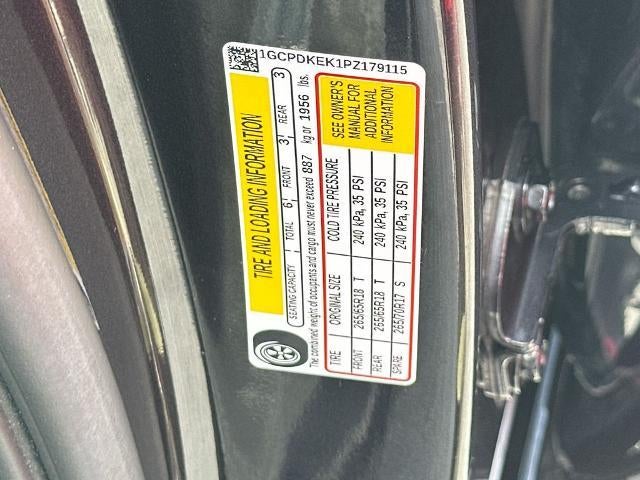 1GCPDKEK1PZ179115
TIRE AND LOADING INFORMATION
SEATING CAPACITY TOTAL 6 FRONT 3 REAR 3
The combined weight of occupants and cargo must never exceed 887 kg or 1956 lbs.
TIRE ORIGINAL SIZE COLD TIRE PRESSURE
FRONT 265/65R18 T 240 kPa, 35 PSI
REAR 265/65R18 T 240 kPa, 35 PSI
SPARE 265/70R17 S 240 kPa, 35 PSI
SEE OWNER'S
MANUAL FOR
ADDITIONAL
INFORMATION